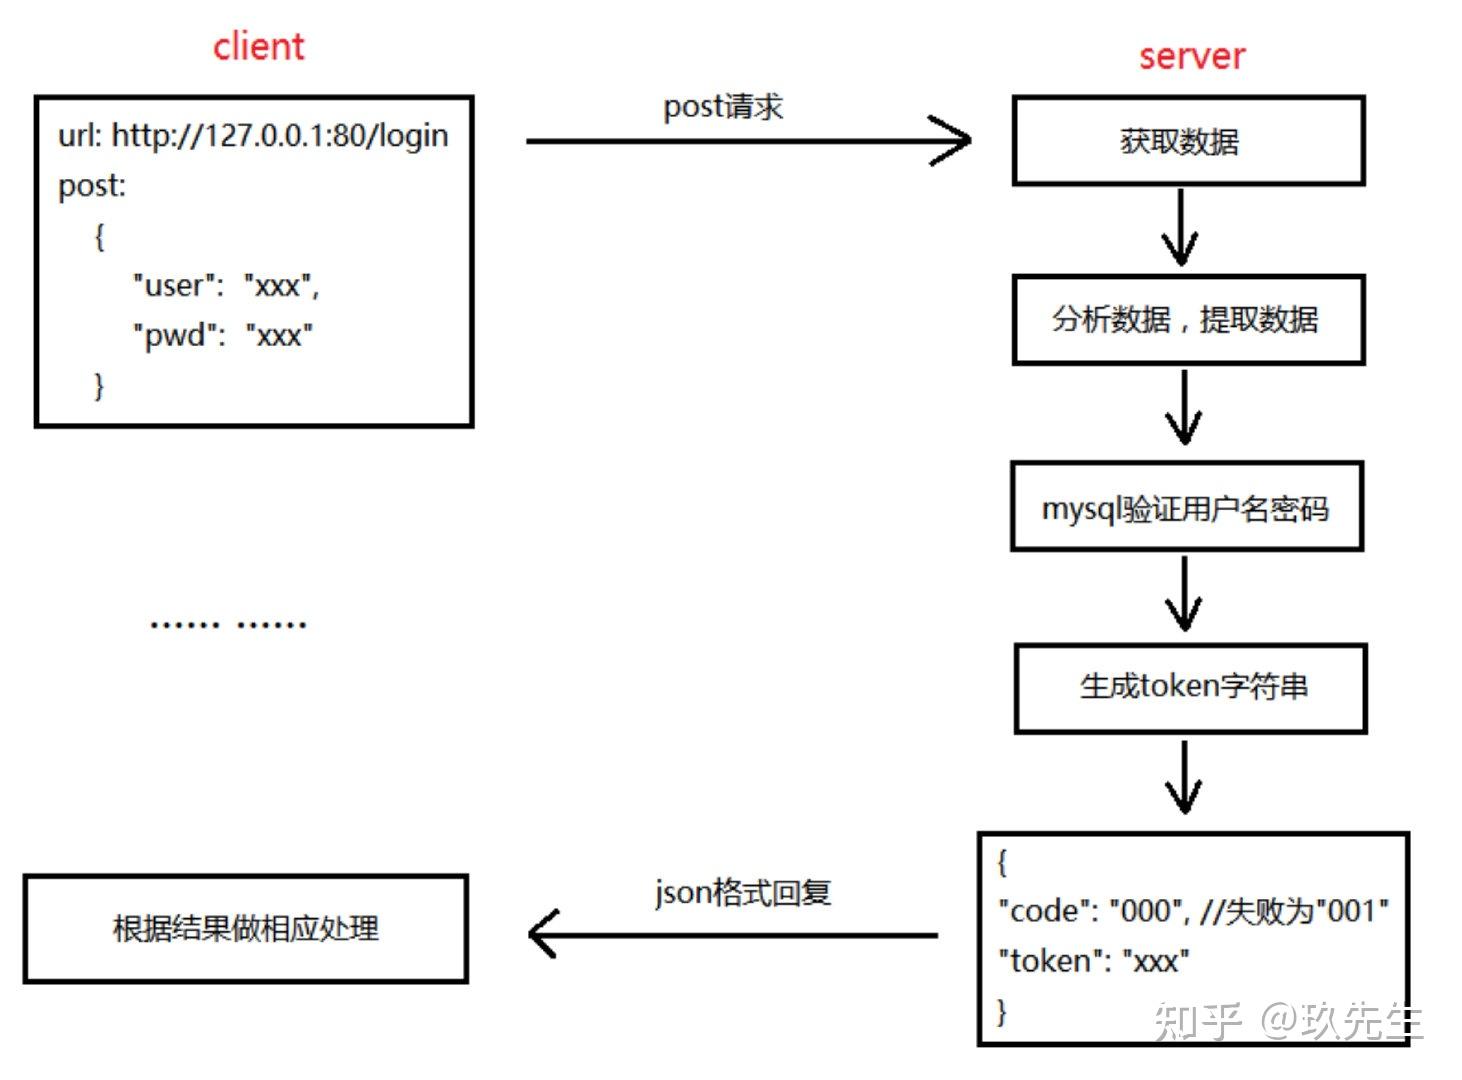 client
url: http://127.0.0.1:80/login
post:
{
"user": "xxx",
"pwd": "xxx"
}
post请求
server
获取数据
分析数据，提取数据
mysql验证用户名密码
生成token字符串
...... ......
{
"code": "000", //失败为"001"
"token": "xxx"
}
json格式回复
根据结果做相应处理
知乎 @玖先生